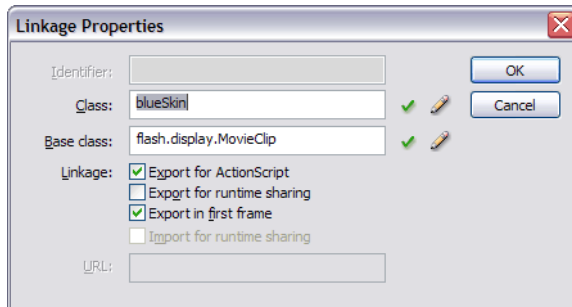 Linkage Properties
Identifier:
OK
Class:
blueSkin
Cancel
Base class:
flash.display.MovieClip
Linkage:
Export for ActionScript
Export for runtime sharing
Export in first frame
Import for runtime sharing
URL: